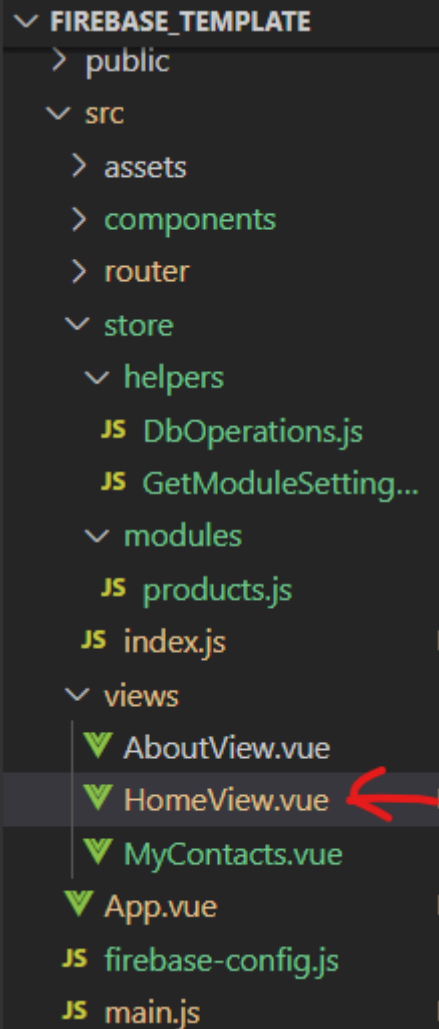 FIREBASE_TEMPLATE
public
src
assets
components
router
store
helpers
JS DbOperations.js
JS GetModuleSetting...
modules
JS products.js
JS index.js
views
AboutView.vue
HomeView.vue
MyContacts.vue
App.vue
JS firebase-config.js
JS main.js